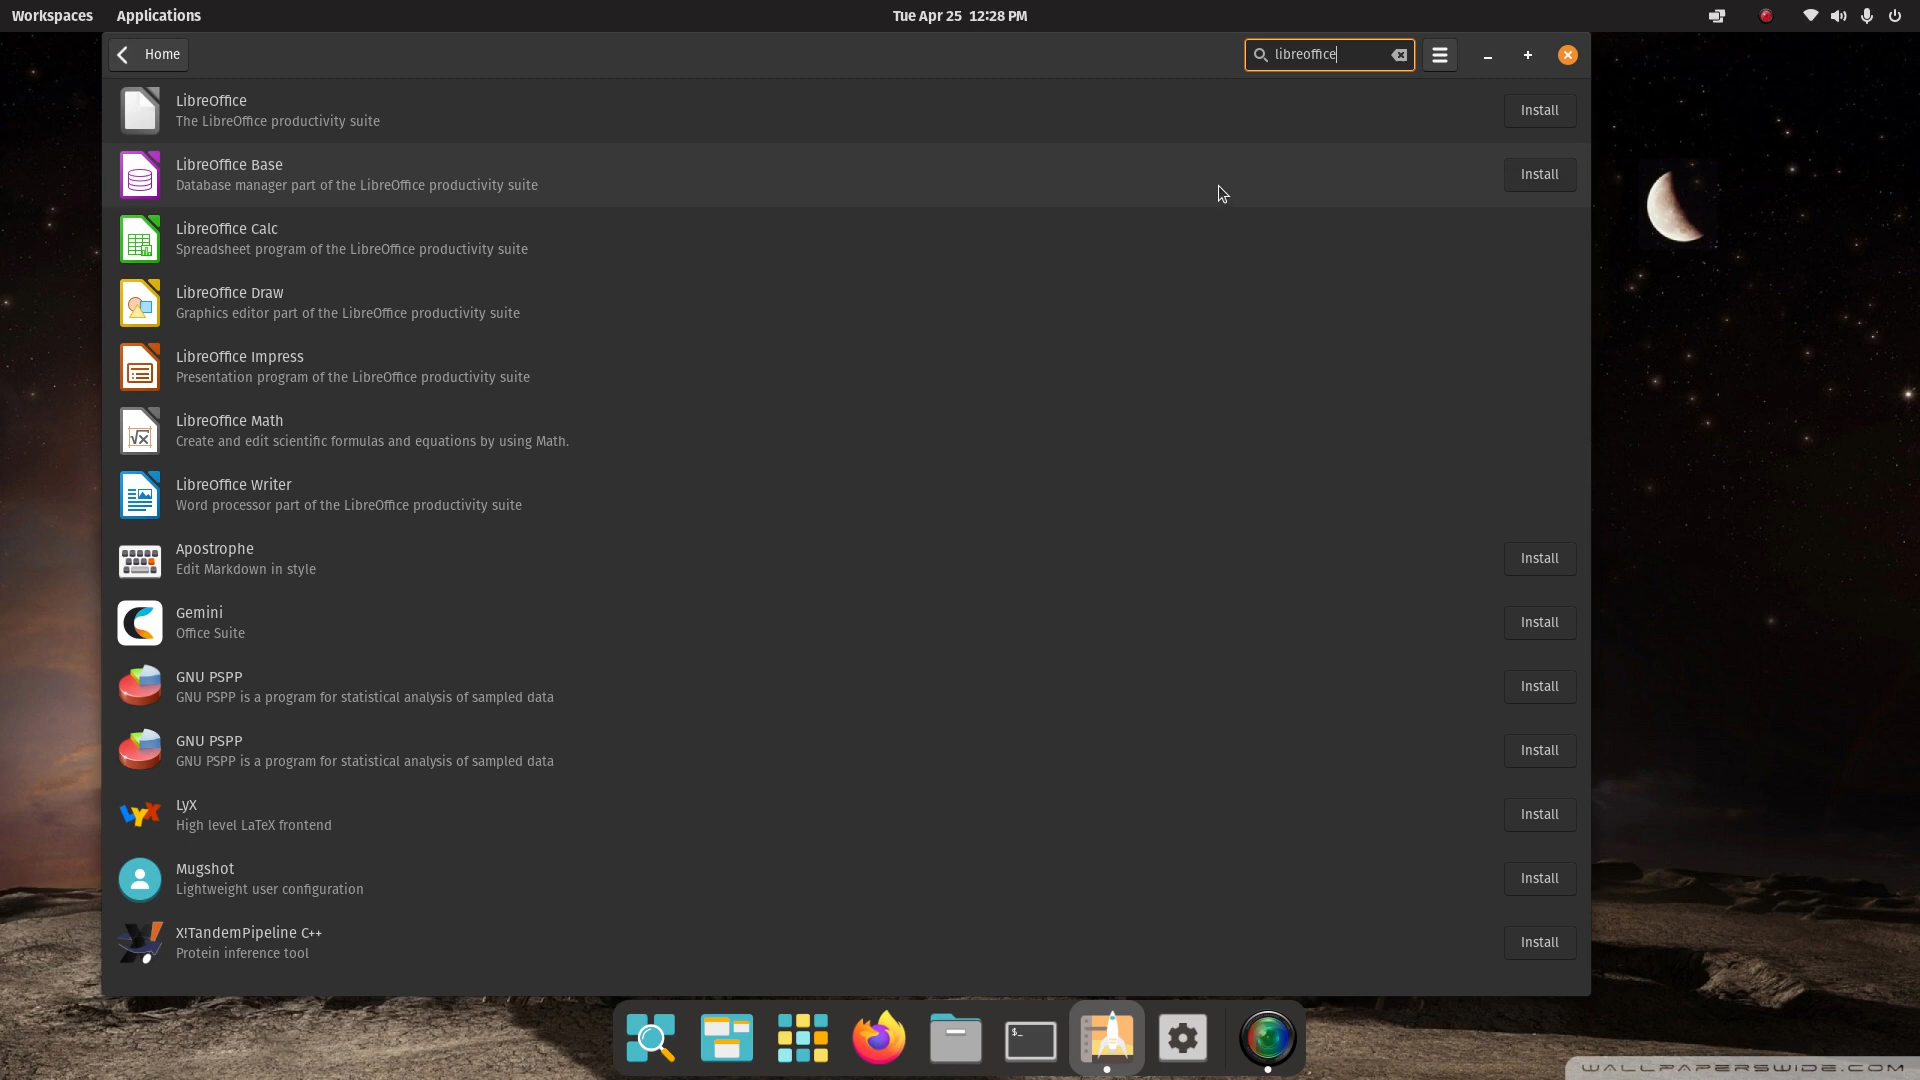 Workspaces Applications Tue Apr 25 12:28 PM
Home libreoffice
LibreOffice
The LibreOffice productivity suite
Install
LibreOffice Base
Database manager part of the LibreOffice productivity suite
Install
LibreOffice Calc
Spreadsheet program of the LibreOffice productivity suite
LibreOffice Draw
Graphics editor part of the LibreOffice productivity suite
LibreOffice Impress
Presentation program of the LibreOffice productivity suite
LibreOffice Math
Create and edit scientific formulas and equations by using Math.
LibreOffice Writer
Word processor part of the LibreOffice productivity suite
Apostrophe
Edit Markdown in style
Install
Gemini
Office Suite
Install
GNU PSPP
GNU PSPP is a program for statistical analysis of sampled data
Install
GNU PSPP
GNU PSPP is a program for statistical analysis of sampled data
Install
LyX
High level LaTeX frontend
Install
Mugshot
Lightweight user configuration
Install
X!TandemPipeline C++
Protein inference tool
Install
WALLPAPERSWIDE.COM